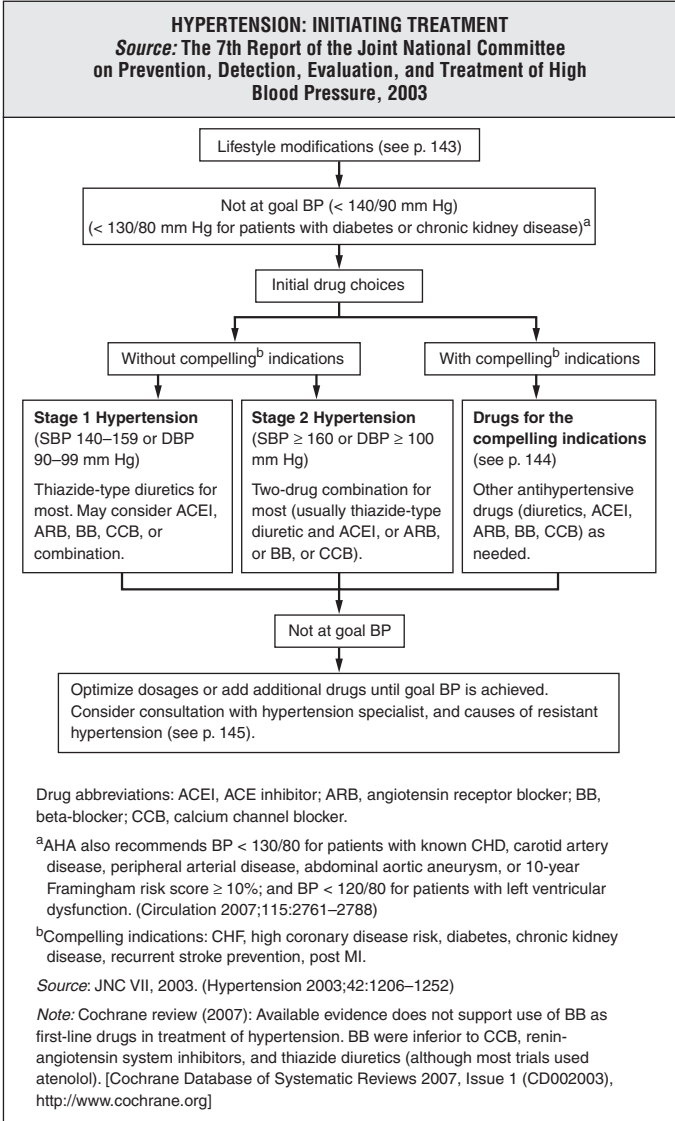 HYPERTENSION: INITIATING TREATMENT
Source: The 7th Report of the Joint National Committee
on Prevention, Detection, Evaluation, and Treatment of High
Blood Pressure, 2003
Lifestyle modifications (see p. 143)
Not at goal BP (< 140/90 mm Hg)
(< 130/80 mm Hg for patients with diabetes or chronic kidney disease)a
Initial drug choices
Without compellingb indications
With compellingb indications
Stage 1 Hypertension
(SBP 140–159 or DBP
90–99 mm Hg)
Thiazide-type diuretics for
most. May consider ACEI,
ARB, BB, CCB, or
combination.
Stage 2 Hypertension
(SBP ≥ 160 or DBP ≥ 100
mm Hg)
Two-drug combination for
most (usually thiazide-type
diuretic and ACEI, or ARB,
or BB, or CCB).
Drugs for the
compelling indications
(see p. 144)
Other antihypertensive
drugs (diuretics, ACEI,
ARB, BB, CCB) as
needed.
Not at goal BP
Optimize dosages or add additional drugs until goal BP is achieved.
Consider consultation with hypertension specialist, and causes of resistant
hypertension (see p. 145).
Drug abbreviations: ACEI, ACE inhibitor; ARB, angiotensin receptor blocker; BB,
beta-blocker; CCB, calcium channel blocker.
aAHA also recommends BP < 130/80 for patients with known CHD, carotid artery
disease, peripheral arterial disease, abdominal aortic aneurysm, or 10-year
Framingham risk score ≥ 10%; and BP < 120/80 for patients with left ventricular
dysfunction. (Circulation 2007;115:2761–2788)
bCompelling indications: CHF, high coronary disease risk, diabetes, chronic kidney
disease, recurrent stroke prevention, post MI.
Source: JNC VII, 2003. (Hypertension 2003;42:1206–1252)
Note: Cochrane review (2007): Available evidence does not support use of BB as
first-line drugs in treatment of hypertension. BB were inferior to CCB, renin-
angiotensin system inhibitors, and thiazide diuretics (although most trials used
atenolol). [Cochrane Database of Systematic Reviews 2007, Issue 1 (CD002003),
http://www.cochrane.org]